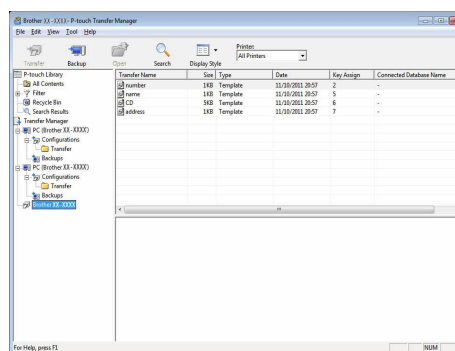 Brother XX-XXXX - P-touch Transfer Manager
File Edit View Tool Help
Transfer Backup Open Search Display Style
Printer:
All Printers
P-touch Library
All Contents
Filter
Recycle Bin
Search Results
Transfer Manager
PC (Brother XX-XXXX)
Configurations
Transfer
Backups
PC (Brother XX-XXXX)
Configurations
Transfer
Backups
Brother XX-XXXX
Transfer Name Size Type Date Key Assign Connected Database Name
number 1KB Template 11/10/2011 20:57 2 -
name 1KB Template 11/10/2011 20:57 5 -
CD 5KB Template 11/10/2011 20:57 6 -
address 1KB Template 11/10/2011 20:57 7 -
For Help, press F1
NUM